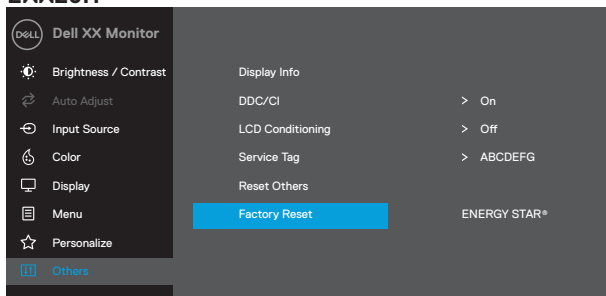 DELL Dell XX Monitor
Brightness / Contrast Display Info
Auto Adjust DDC/CI > On
Input Source LCD Conditioning > Off
Color Service Tag > ABCDEFG
Display Reset Others
Menu Factory Reset ENERGY STAR®
Personalize
Others